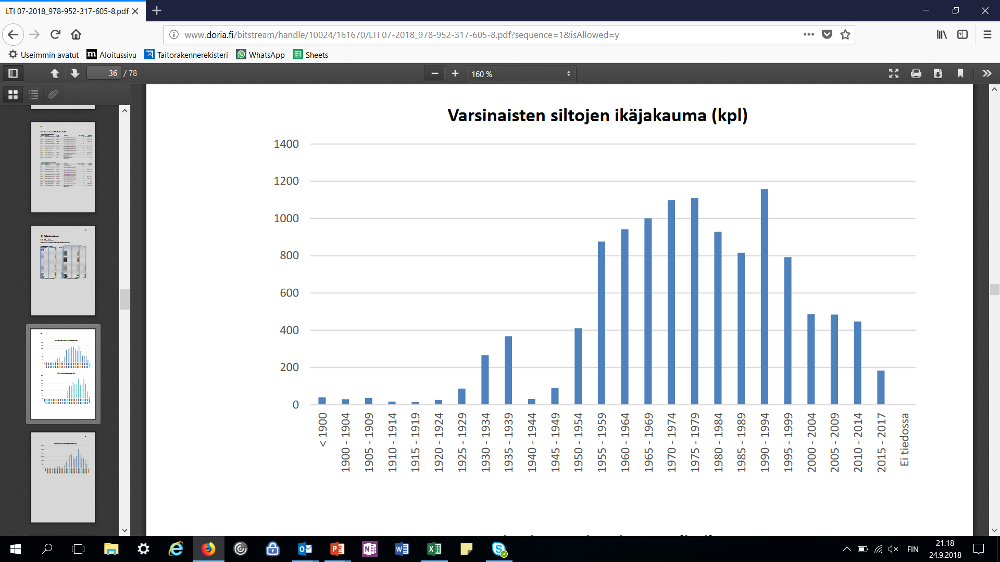 LTI 07-2018_978-952-317-605-8.pdf
www.doria.fi/bitstream/handle/10024/161670/LTI 07-2018_978-952-317-605-8.pdf?sequence=1&isAllowed=y
Useimmin avatut
Aloitussivu
Taitorakennerekisteri
WhatsApp
Sheets
36 / 78
160 %
Varsinaisten siltojen ikäjakauma (kpl)
1400
1200
1000
800
600
400
200
0
< 1900
1900 - 1904
1905 - 1909
1910 - 1914
1915 - 1919
1920 - 1924
1925 - 1929
1930 - 1934
1935 - 1939
1940 - 1944
1945 - 1949
1950 - 1954
1955 - 1959
1960 - 1964
1965 - 1969
1970 - 1974
1975 - 1979
1980 - 1984
1985 - 1989
1990 - 1994
1995 - 1999
2000 - 2004
2005 - 2009
2010 - 2014
2015 - 2017
Ei tiedossa
FIN
21.18
24.9.2018